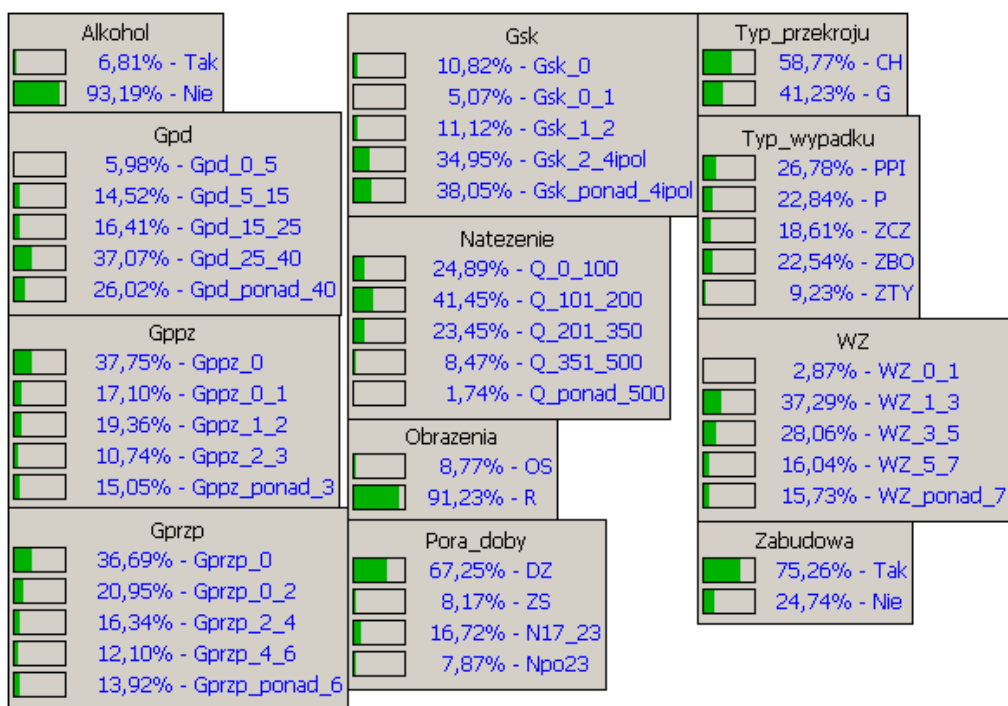 Alkohol
6,81% - Tak
93,19% - Nie
Gpd
5,98% - Gpd_0_5
14,52% - Gpd_5_15
16,41% - Gpd_15_25
37,07% - Gpd_25_40
26,02% - Gpd_ponad_40
Gppz
37,75% - Gppz_0
17,10% - Gppz_0_1
19,36% - Gppz_1_2
10,74% - Gppz_2_3
15,05% - Gppz_ponad_3
Gprzp
36,69% - Gprzp_0
20,95% - Gprzp_0_2
16,34% - Gprzp_2_4
12,10% - Gprzp_4_6
13,92% - Gprzp_ponad_6
Gsk
10,82% - Gsk_0
5,07% - Gsk_0_1
11,12% - Gsk_1_2
34,95% - Gsk_2_4ipol
38,05% - Gsk_ponad_4ipol
Natezenie
24,89% - Q_0_100
41,45% - Q_101_200
23,45% - Q_201_350
8,47% - Q_351_500
1,74% - Q_ponad_500
Obrazenia
8,77% - OS
91,23% - R
Pora_doby
67,25% - DZ
8,17% - ZS
16,72% - N17_23
7,87% - Npo23
Typ_przekroju
58,77% - CH
41,23% - G
Typ_wypadku
26,78% - PPI
22,84% - P
18,61% - ZCZ
22,54% - ZBO
9,23% - ZTY
WZ
2,87% - WZ_0_1
37,29% - WZ_1_3
28,06% - WZ_3_5
16,04% - WZ_5_7
15,73% - WZ_ponad_7
Zabudowa
75,26% - Tak
24,74% - Nie